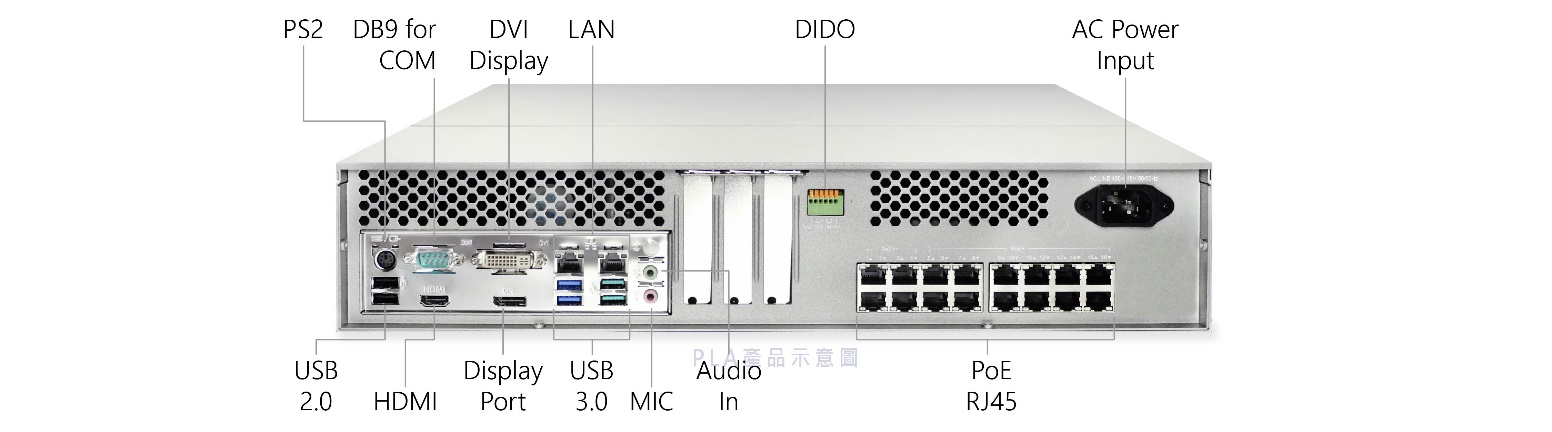 PS2
DB9 for
COM
DVI
Display
LAN
DIDO
AC Power
Input
HDMI
USB
2.0
HDMI
Display
Port
USB
3.0
MIC
PLA產品示意圖
Audio
In
PoE
RJ45